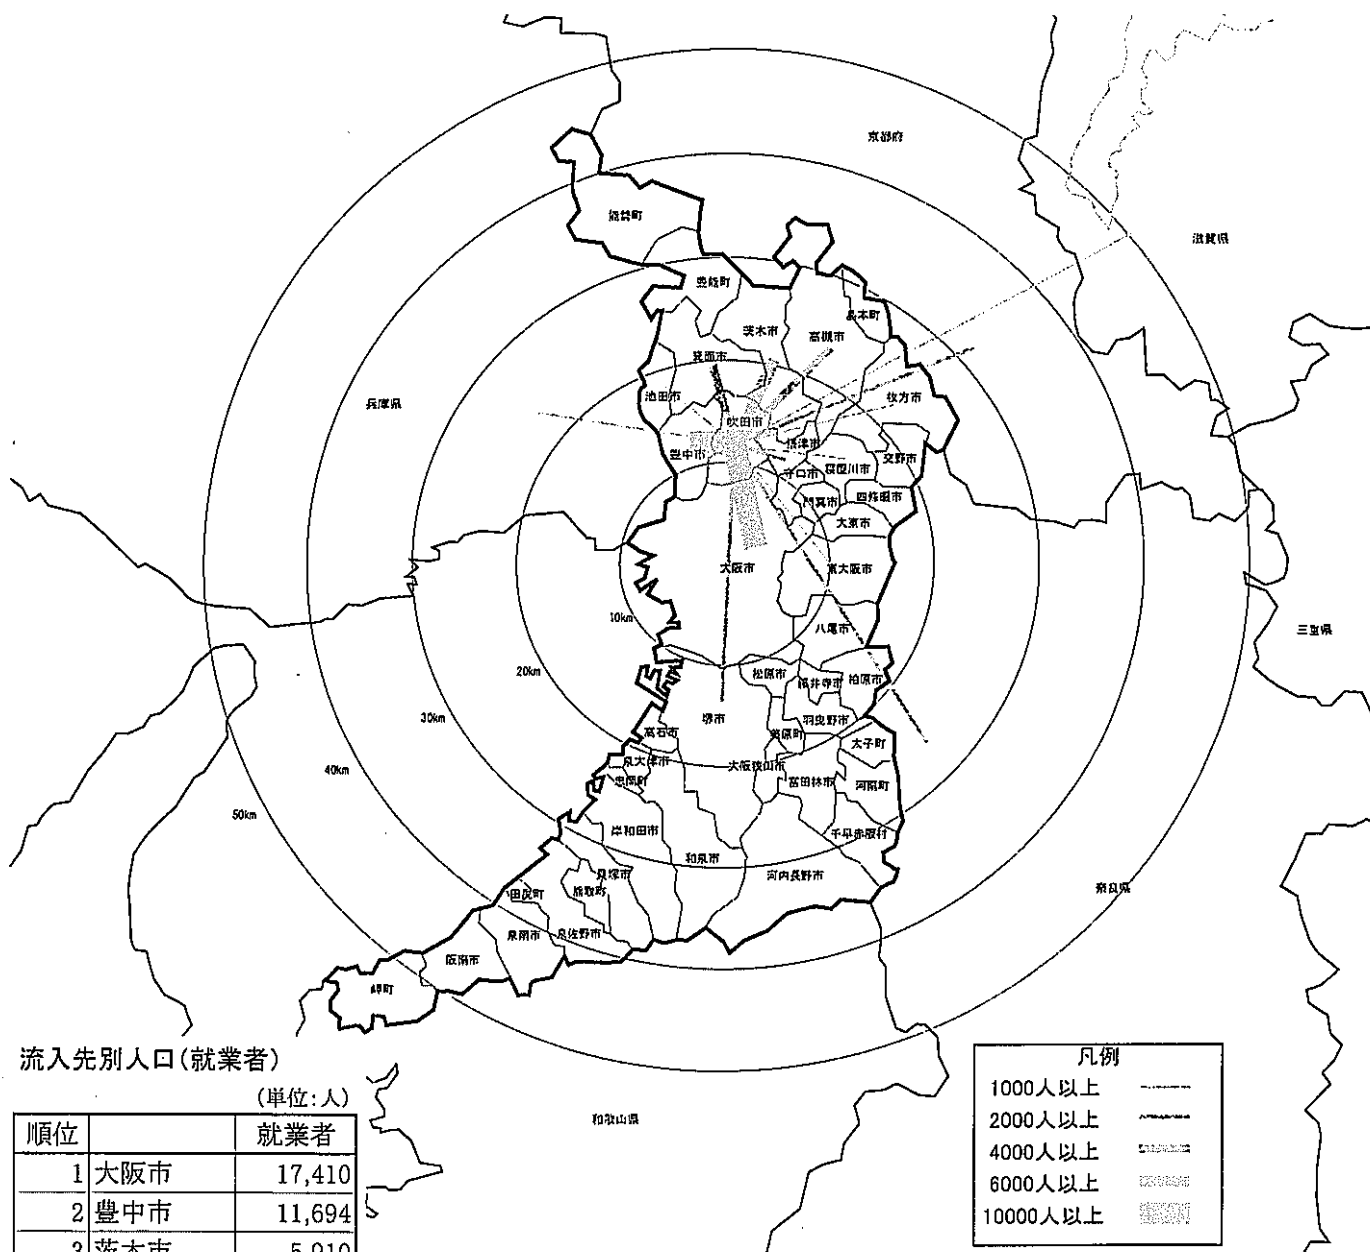 京都府
滋賀県
能勢町
豊能町
島本町
茨木市
高槻市
箕面市
兵庫県
池田市
枚方市
吹田市
摂津市
豊中市
交野市
守口市
寝屋川市
門真市
四條畷市
大東市
大阪市
東大阪市
10km
八尾市
三重県
20km
松原市
藤井寺市
柏原市
30km
堺市
羽曳野市
高石市
美原町
太子町
泉大津市
大阪狭山市
40km
忠岡町
富田林市
河南町
50km
岸和田市
千早赤阪村
和泉市
貝塚市
河内長野市
熊取町
田尻町
奈良県
泉南市
泉佐野市
阪南市
岬町
流入先別人口(就業者)
(単位:人)
順位 就業者
1 大阪市 17,410
2 豊中市 11,694
3 茨木市 5,910
和歌山県
凡例
1000人以上
2000人以上
4000人以上
6000人以上
10000人以上